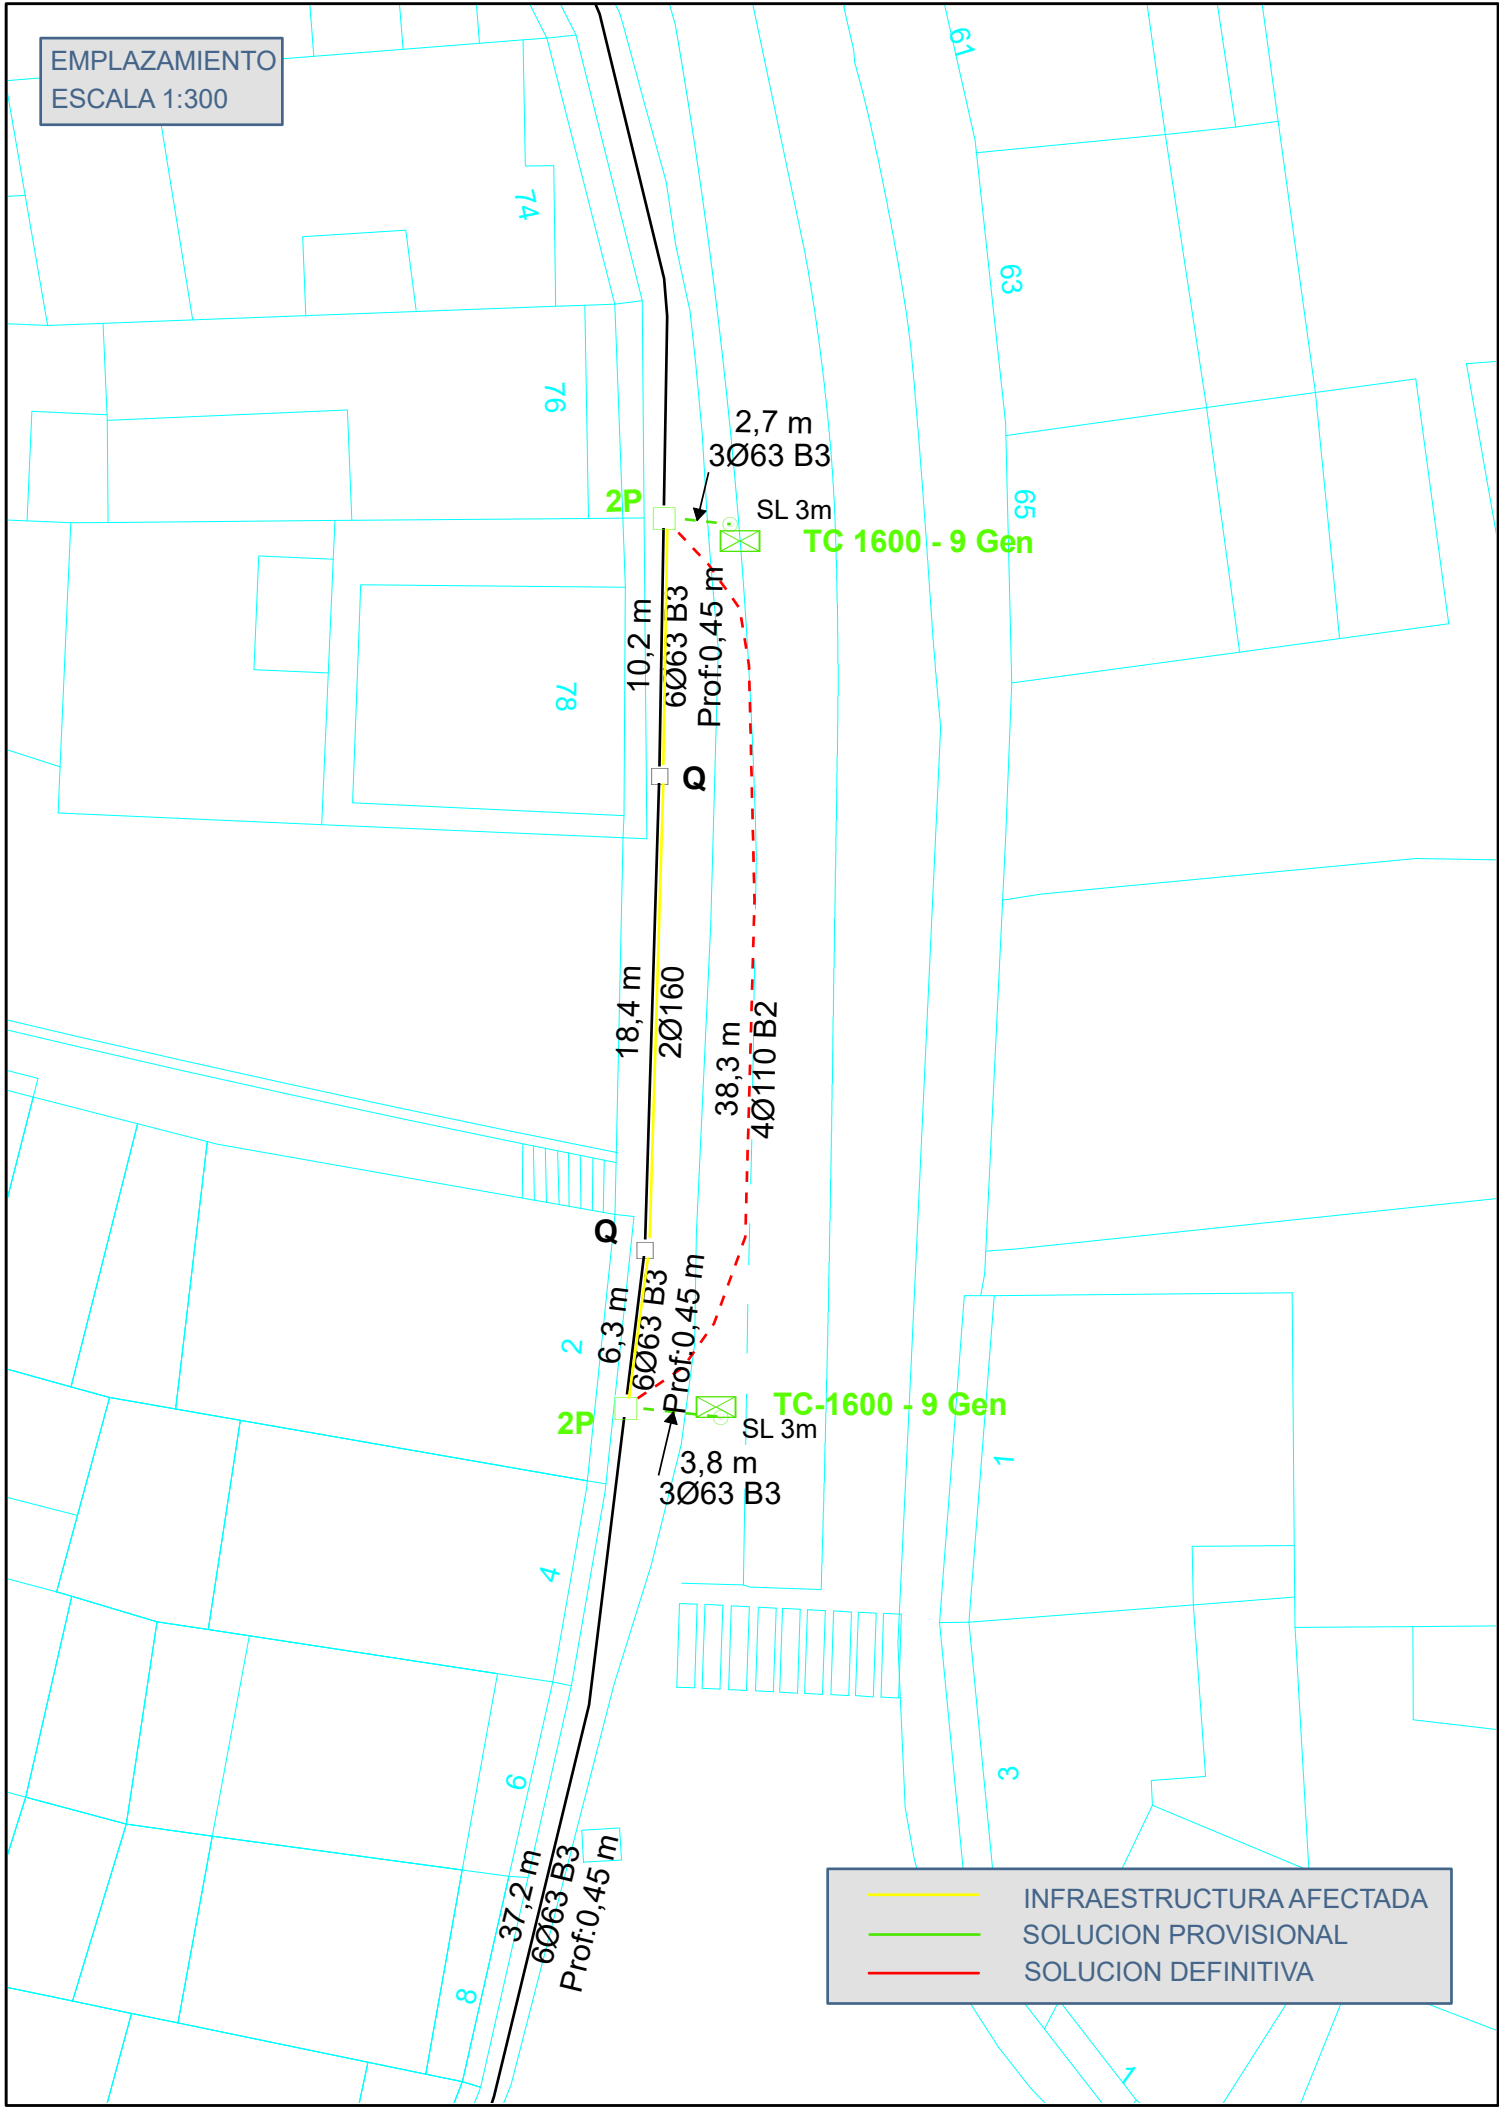 EMPLAZAMIENTO
ESCALA 1:300
61
74
63
76
2,7 m
3Ø63 B3
2P
SL 3m
65
TC 1600 - 9 Gen
10,2 m
6Ø63 B3
Prof:0,45 m
78
Q
18,4 m
2Ø160
38,3 m
4Ø110 B2
Q
6,3 m
6Ø63 B3
Prof:0,45 m
2
TC-1600 - 9 Gen
2P
SL 3m
3,8 m
3Ø63 B3
1
4
6
3
37,2 m
6Ø63 B3
Prof:0,45 m
8
INFRAESTRUCTURA AFECTADA
SOLUCION PROVISIONAL
SOLUCION DEFINITIVA
1